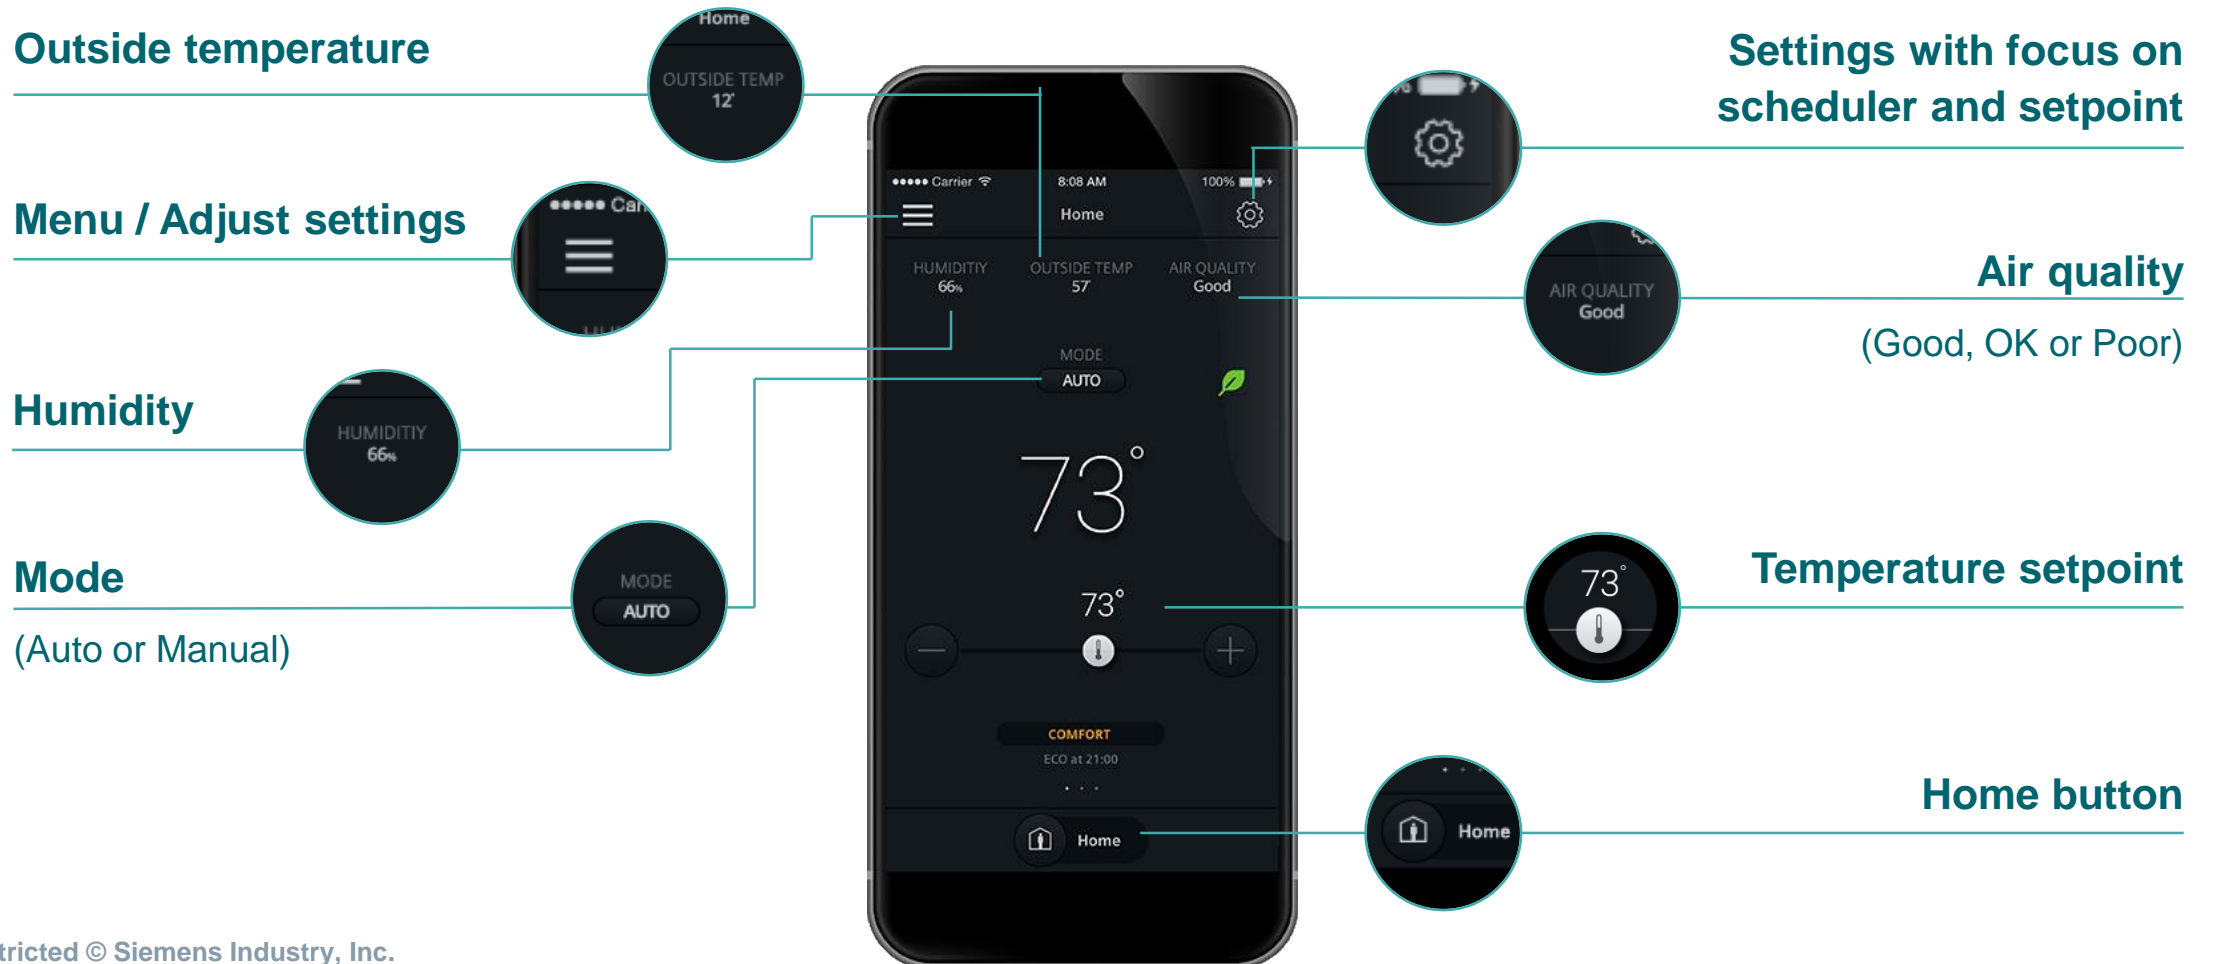 Outside temperature
Home
OUTSIDE TEMP
12°
Menu / Adjust settings
Humidity
HUMIDITIY
66%
Mode
(Auto or Manual)
MODE
AUTO
Carrier
8:08 AM
100%
Home
HUMIDITIY
66%
OUTSIDE TEMP
57°
AIR QUALITY
Good
MODE
AUTO
73°
73°
COMFORT
ECO at 21:00
Home
Settings with focus on
scheduler and setpoint
AIR QUALITY
Good
Air quality
(Good, OK or Poor)
73°
Temperature setpoint
Home
Home button
© Siemens Industry, Inc.